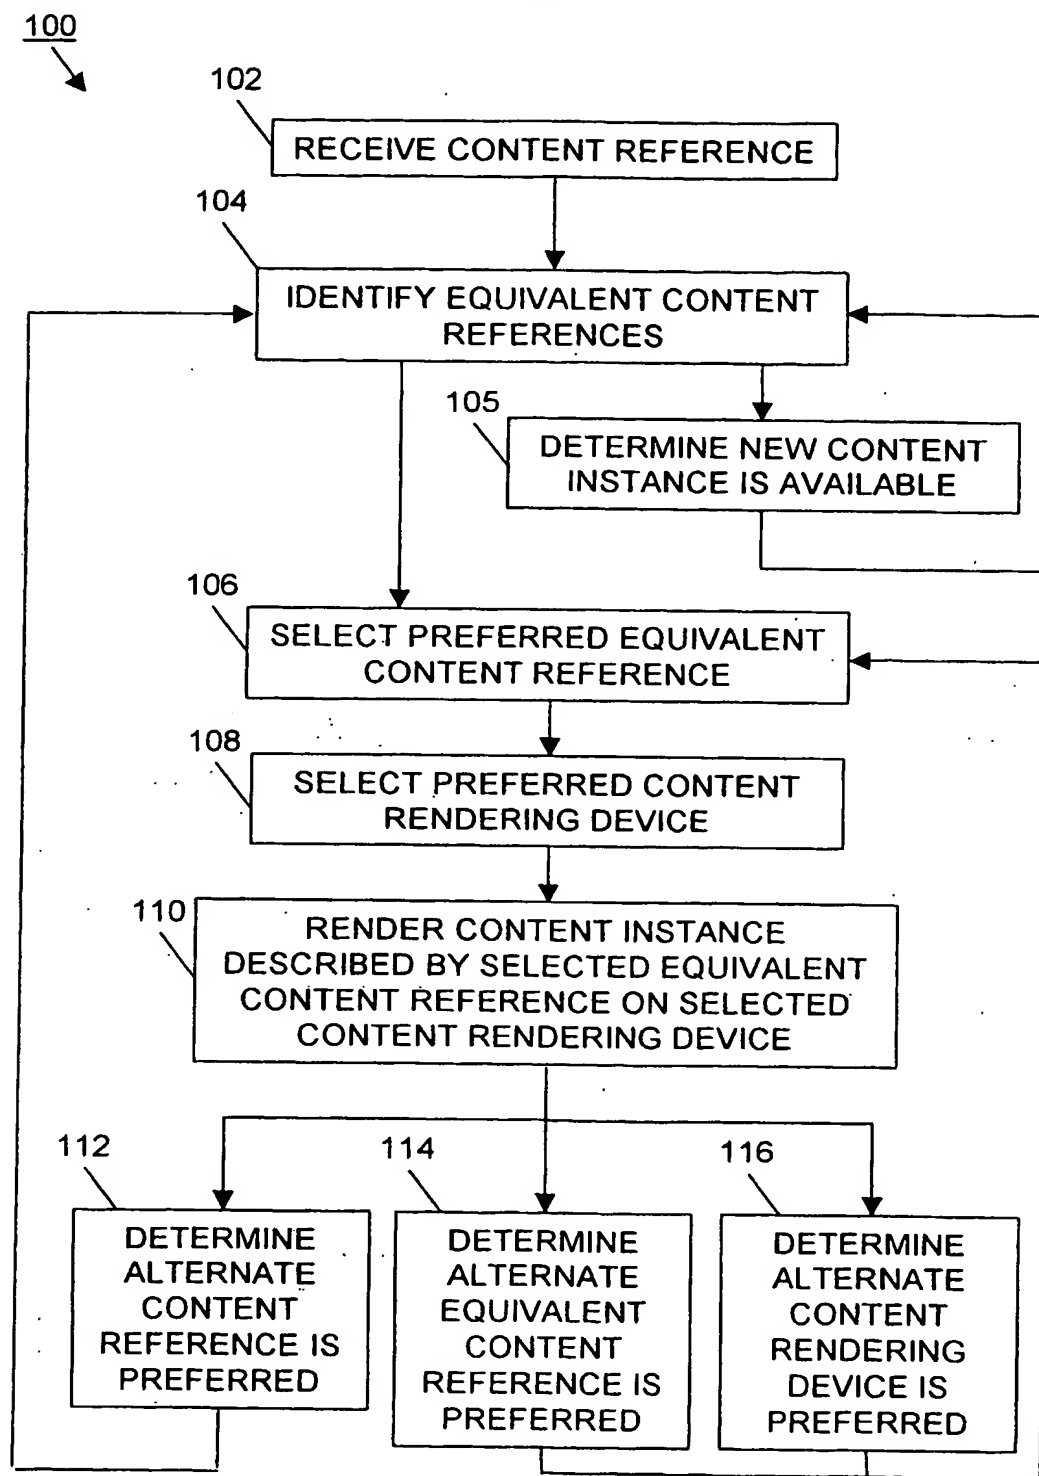 100
102
RECEIVE CONTENT REFERENCE
104
IDENTIFY EQUIVALENT CONTENT
REFERENCES
105
DETERMINE NEW CONTENT
INSTANCE IS AVAILABLE
106
SELECT PREFERRED EQUIVALENT
CONTENT REFERENCE
108
SELECT PREFERRED CONTENT
RENDERING DEVICE
110
RENDER CONTENT INSTANCE
DESCRIBED BY SELECTED EQUIVALENT
CONTENT REFERENCE ON SELECTED
CONTENT RENDERING DEVICE
112
DETERMINE
ALTERNATE
CONTENT
REFERENCE IS
PREFERRED
114
DETERMINE
ALTERNATE
EQUIVALENT
CONTENT
REFERENCE IS
PREFERRED
116
DETERMINE
ALTERNATE
CONTENT
RENDERING
DEVICE IS
PREFERRED